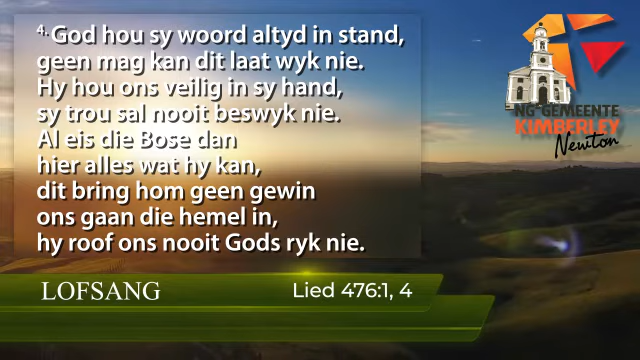 4. God hou sy woord altyd in stand,
geen mag kan dit laat wyk nie.
Hy hou ons veilig in sy hand,
sy trou sal nooit beswyk nie.
Al eis die Bose dan
hier alles wat hy kan,
dit bring hom geen gewin
ons gaan die hemel in,
hy roof ons nooit Gods ryk nie.
NG GEMEENTE
KIMBERLEY
Newton
LOFSANG
Lied 476:1, 4